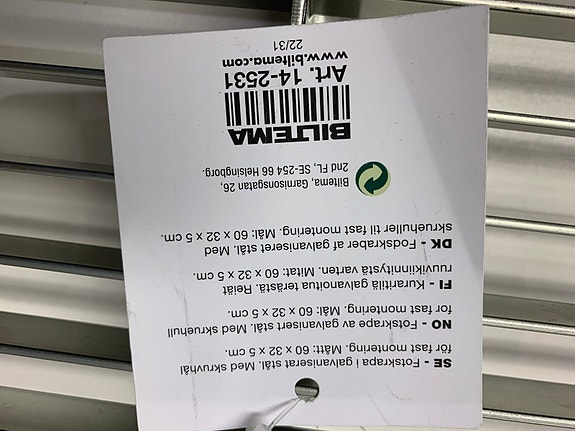 SE - Fotskrapa i galvaniserat stål. Med skruvhål
för fast montering. Mått: 60 x 32 x 5 cm.
NO - Fotskrape av galvanisert stål. Med skruehull
for fast montering. Mål: 60 x 32 x 5 cm.
FI - Kuraritilä galvanoitua terästä. Reiät
ruuvikiinnitystä varten. Mitat: 60 x 32 x 5 cm.
DK - Fotskraber af galvaniseret stål. Med
skruehuller til fast montering. Mål: 60 x 32 x 5 cm.
Biltema, Garnisonsgatan 26,
2nd FL, SE-254 66 Helsingborg.
BILTEMA
Art. 14-2531
www.biltema.com
22/31